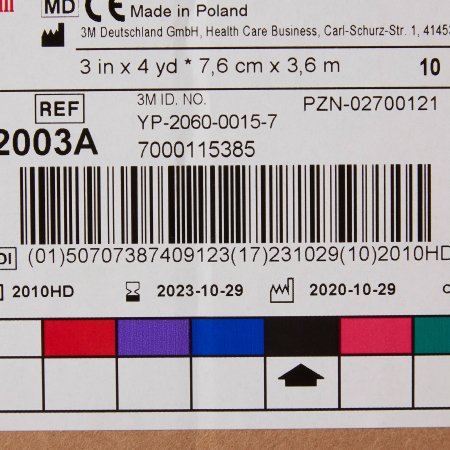 MD CE Made in Poland
3M Deutschland GmbH, Health Care Business, Carl-Schurz-Str. 1, 4145
3 in x 4 yd * 7,6 cm x 3,6 m 10
REF 3M ID. NO. PZN-02700121
2003A YP-2060-0015-7
7000115385
(01)50707387409123(17)231029(10)2010HD
2010HD 2023-10-29 2020-10-29